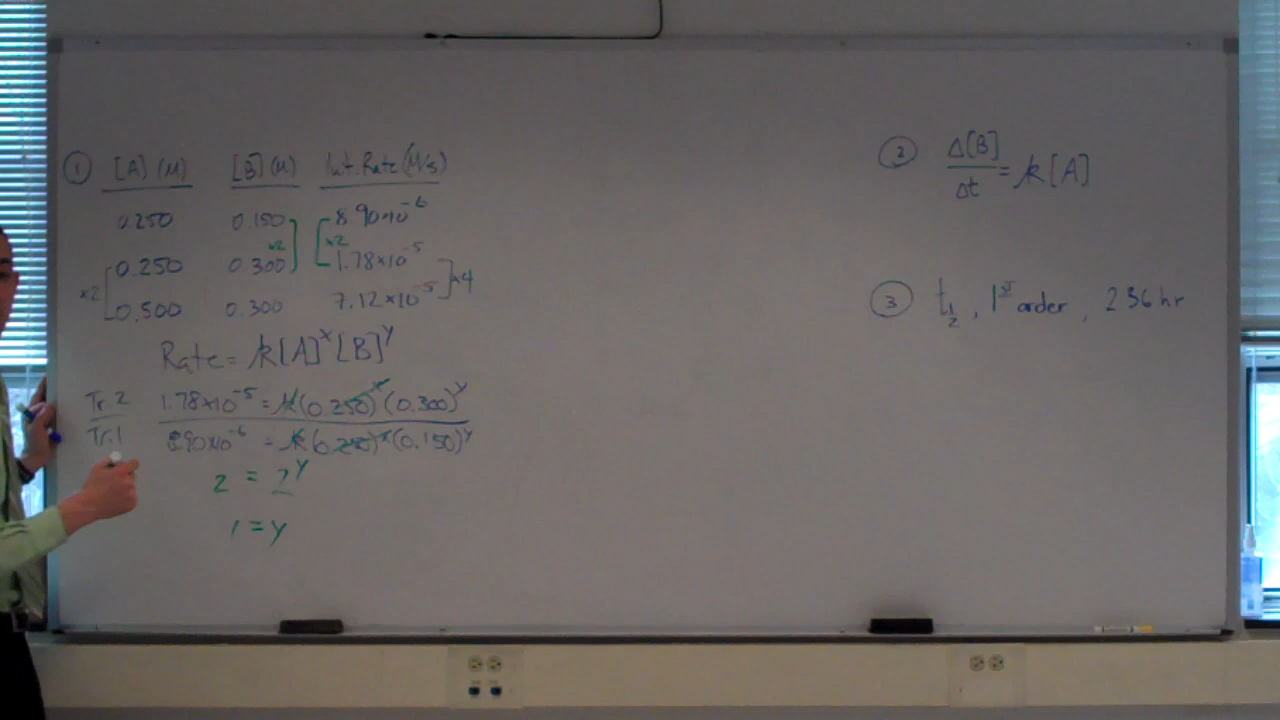 ① [A] (M) [B] (M) Int. Rate (M/s)
0.250 0.150 8.90×10⁻⁶
×2 ×2
0.250 0.300 1.78×10⁻⁵
×2 ×4
0.500 0.300 7.12×10⁻⁵
Rate = k[A]ˣ[B]ʸ
Tr. 2 1.78×10⁻⁵ = k(0.250)ˣ(0.300)ʸ
Tr. 1 8.90×10⁻⁶ = k(0.250)ˣ(0.150)ʸ
2 = 2ʸ
1 = y
② Δ[B]
Δt = k[A]
③ t½, 1ˢᵗ order, 236 hr